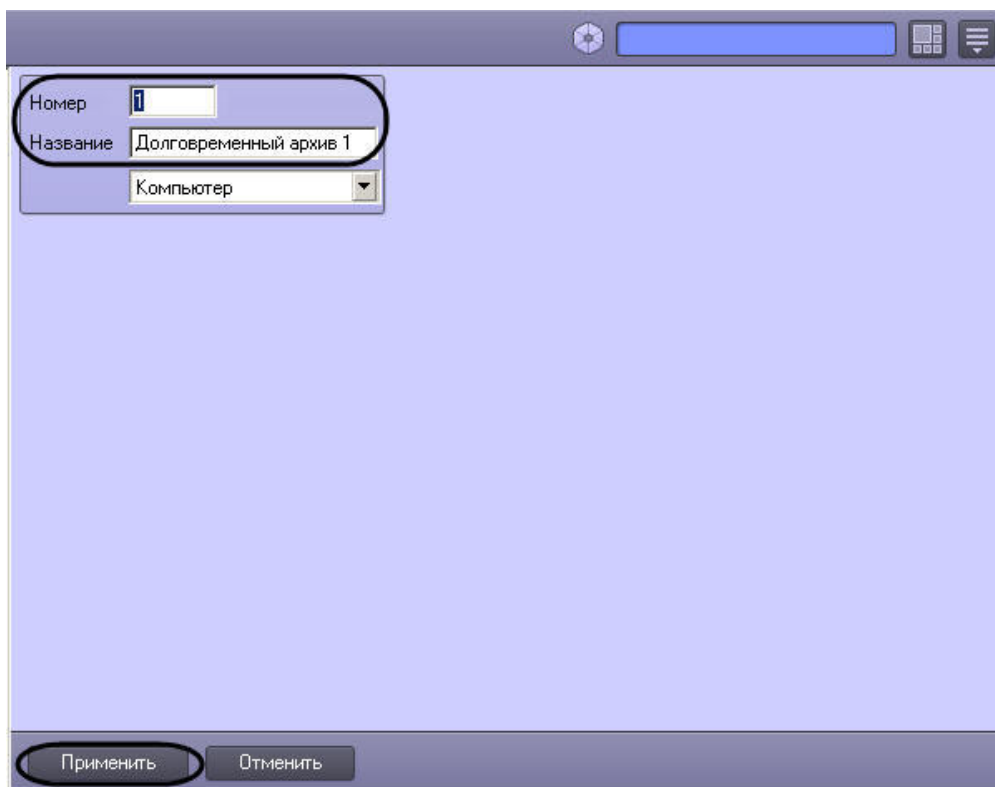 Номер 1
Название Долговременный архив 1
Компьютер
Применить Отменить